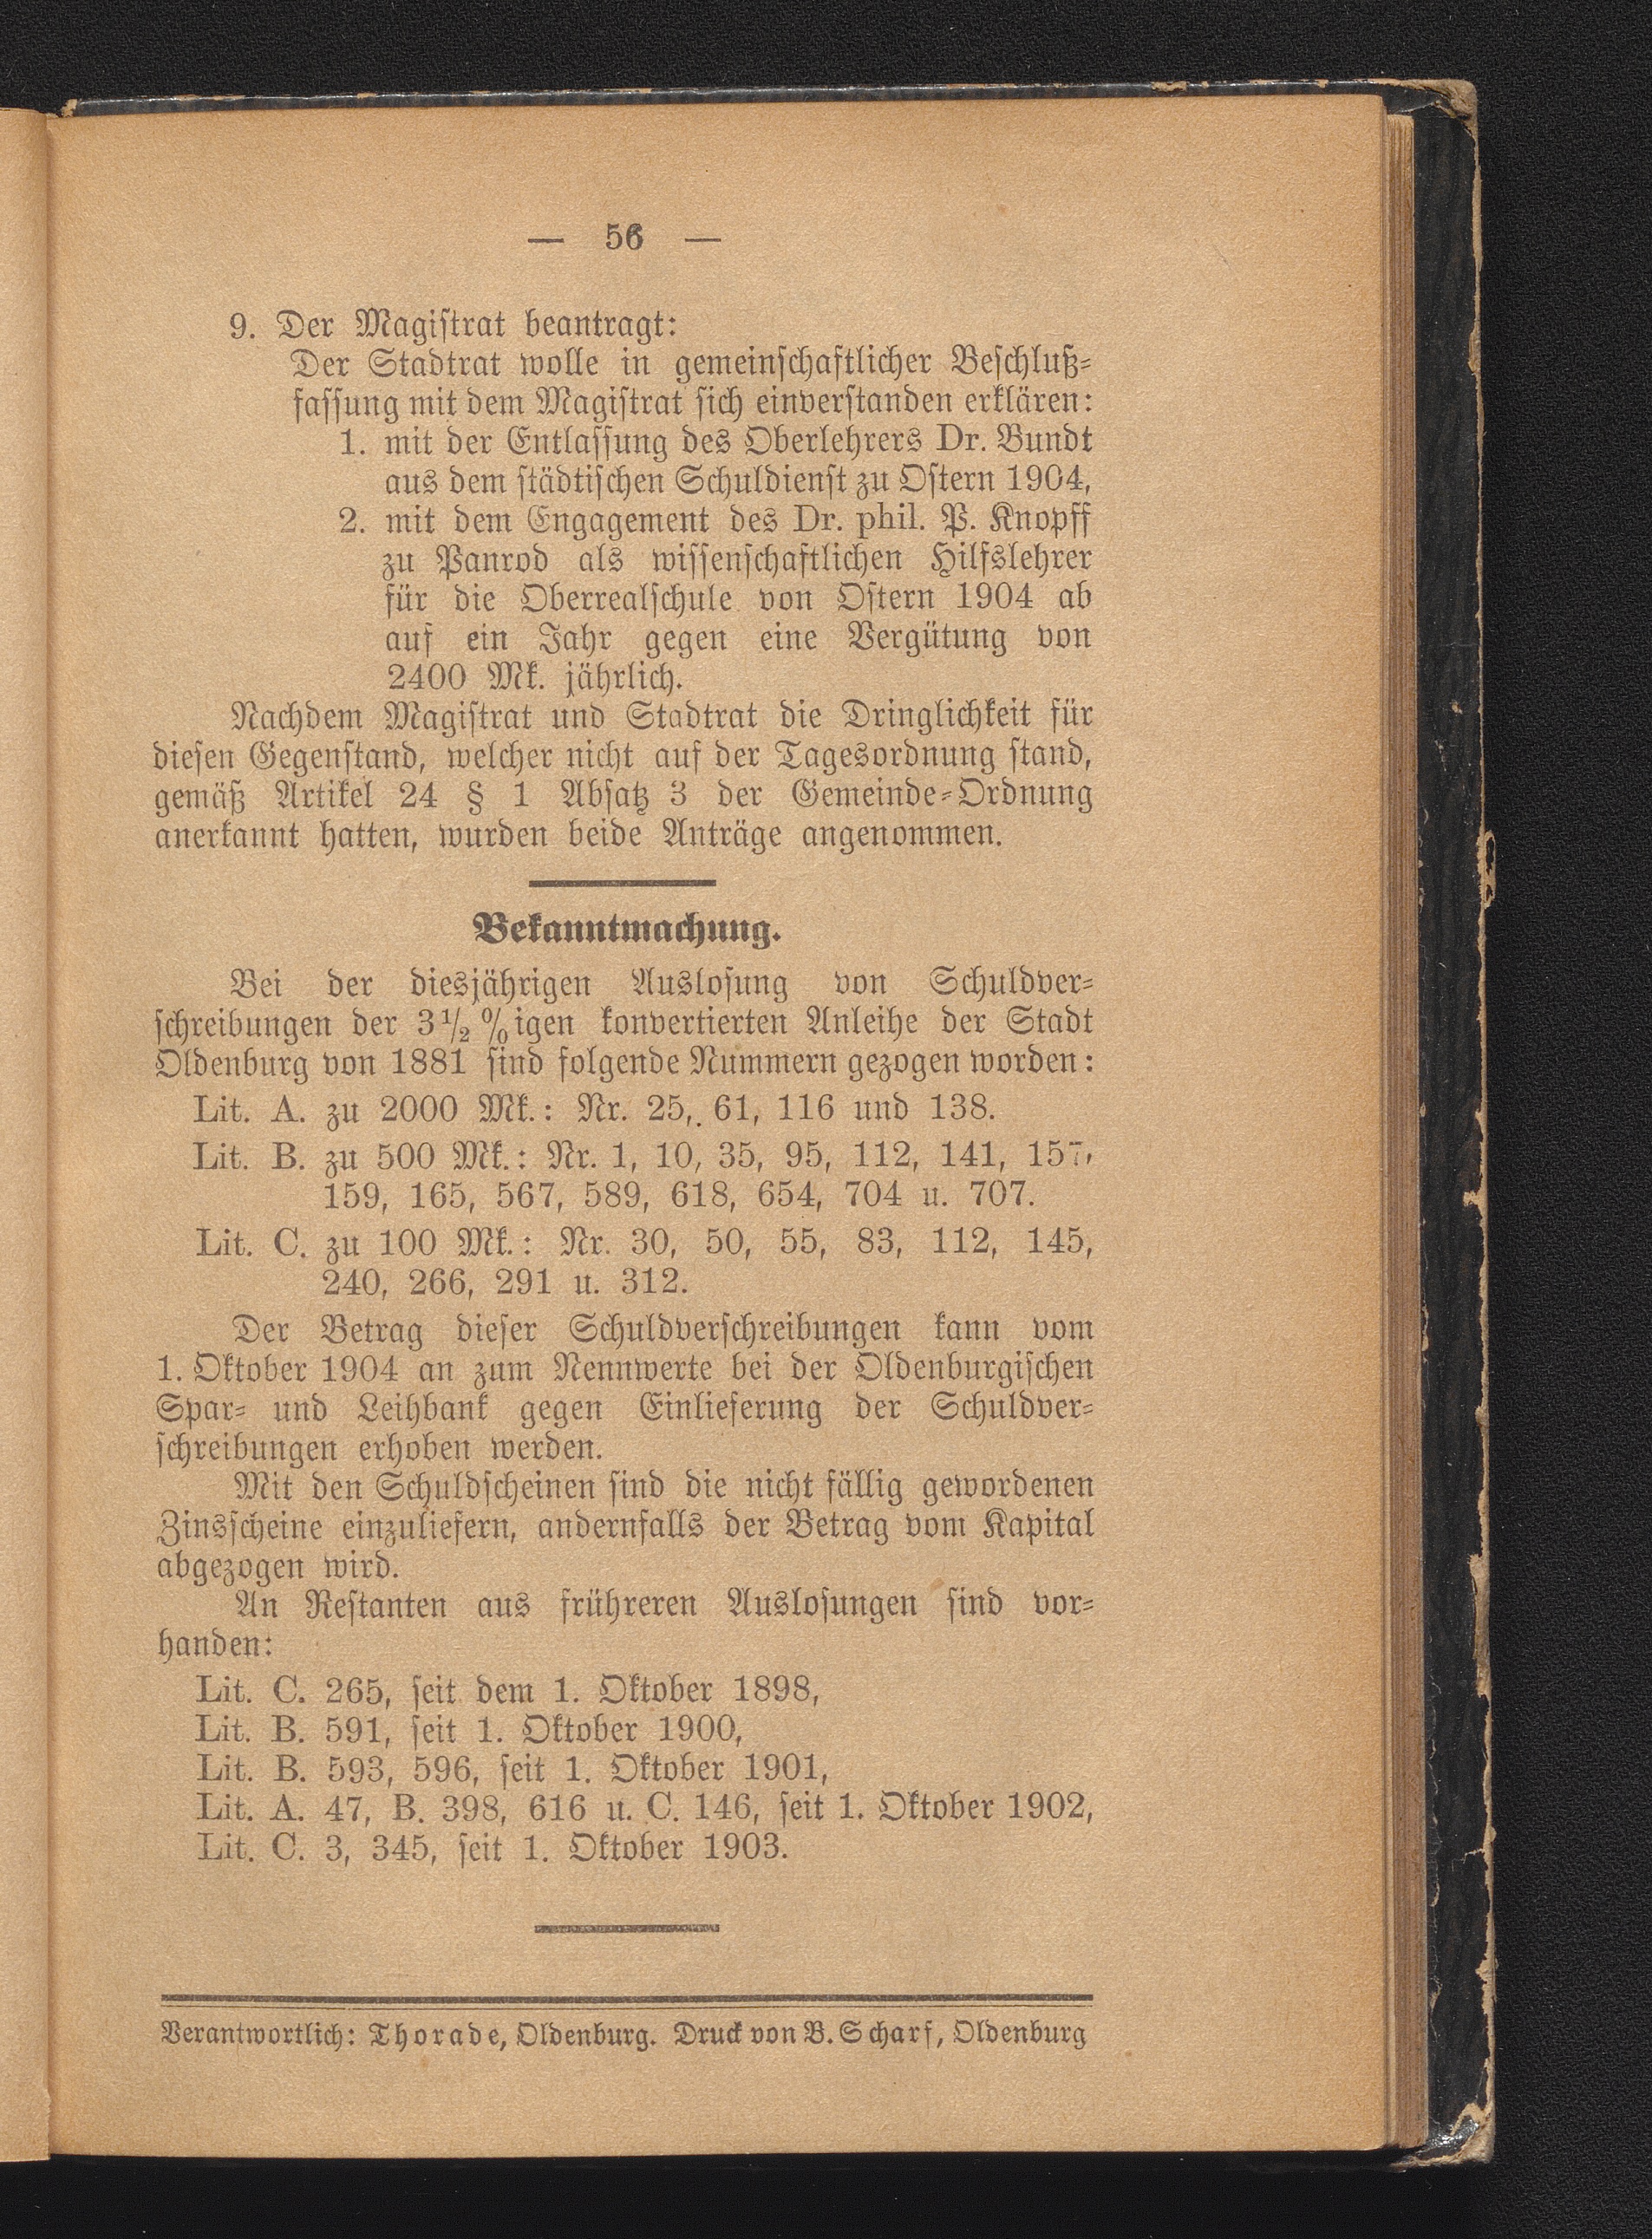 — 56 —
9. Der Magistrat beantragt:
Der Stadtrat wolle in gemeinschaftlicher Beschluß-
fassung mit dem Magistrat sich einverstanden erklären:
1. mit der Entlassung des Oberlehrers Dr. Bundt
aus dem städtischen Schuldienst zu Ostern 1904,
2. mit dem Engagement des Dr. phil. P. Knopff
zu Panrod als wissenschaftlichen Hilfslehrer
für die Oberrealschule von Ostern 1904 ab
auf ein Jahr gegen eine Vergütung von
2400 Mk. jährlich.
Nachdem Magistrat und Stadtrat die Dringlichkeit für
diesen Gegenstand, welcher nicht auf der Tagesordnung stand,
gemäß Artikel 24 § 1 Absatz 3 der Gemeinde-Ordnung
anerkannt hatten, wurden beide Anträge angenommen.
Bekanntmachung.
Bei der diesjährigen Auslosung von Schuldver-
schreibungen der 3½ %igen konvertierten Anleihe der Stadt
Oldenburg von 1881 sind folgende Nummern gezogen worden:
Lit. A. zu 2000 Mk.: Nr. 25, 61, 116 und 138.
Lit. B. zu 500 Mk.: Nr. 1, 10, 35, 95, 112, 141, 157,
159, 165, 567, 589, 618, 654, 704 u. 707.
Lit. C. zu 100 Mk.: Nr. 30, 50, 55, 83, 112, 145,
240, 266, 291 u. 312.
Der Betrag dieser Schuldverschreibungen kann vom
1. Oktober 1904 an zum Nennwerte bei der Oldenburgischen
Spar- und Leihbank gegen Einlieferung der Schuldver-
schreibungen erhoben werden.
Mit den Schuldscheinen sind die nicht fällig gewordenen
Zinsscheine einzuliefern, andernfalls der Betrag vom Kapital
abgezogen wird.
An Restanten aus frühreren Auslosungen sind vor-
handen:
Lit. C. 265, seit dem 1. Oktober 1898,
Lit. B. 591, seit 1. Oktober 1900,
Lit. B. 593, 596, seit 1. Oktober 1901,
Lit. A. 47, B. 398, 616 u. C. 146, seit 1. Oktober 1902,
Lit. C. 3, 345, seit 1. Oktober 1903.
Verantwortlich: Thorade, Oldenburg. Druck von B. Scharf, Oldenburg